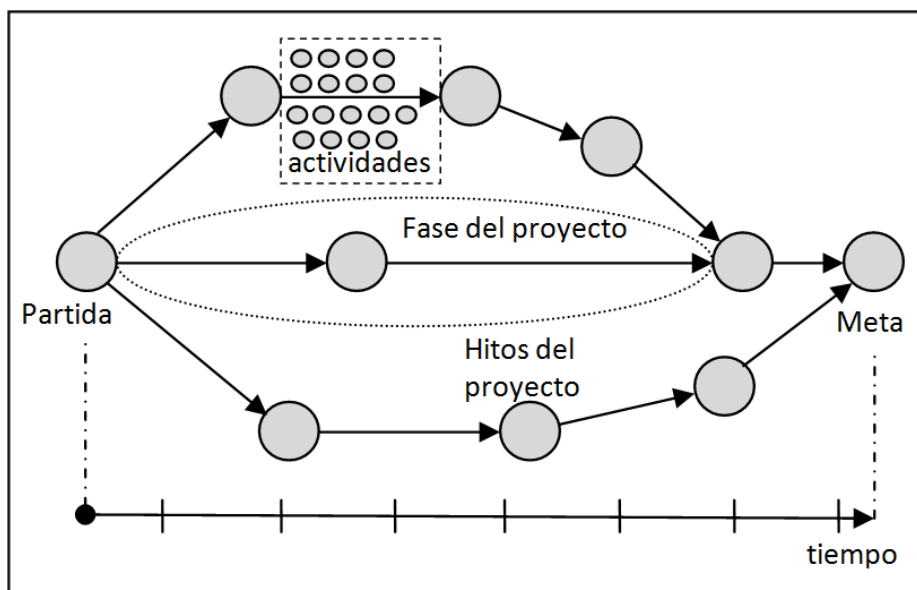 actividades
Fase del proyecto
Partida
Meta
Hitos del
proyecto
tiempo